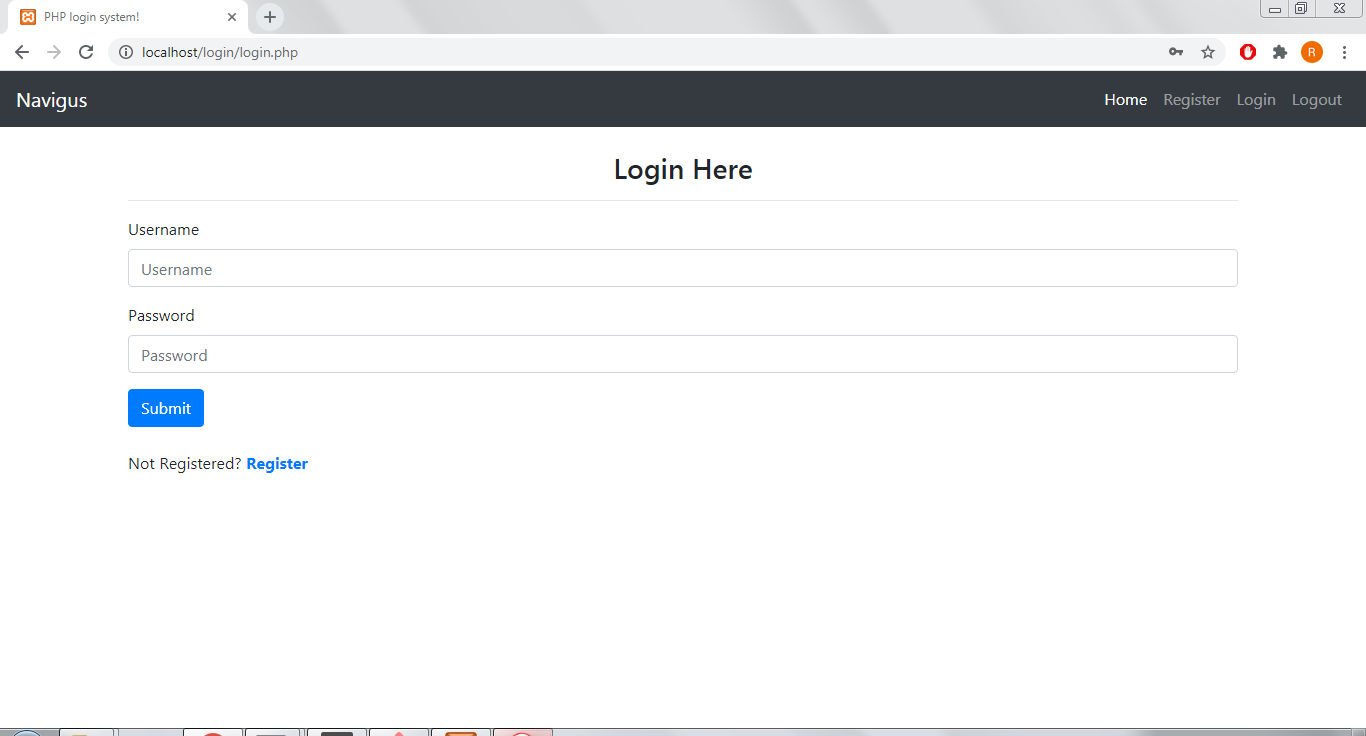 PHP login system!
localhost/login/login.php
R
Navigus
Home Register Login Logout
Login Here
Username
Username
Password
Password
Submit
Not Registered? Register